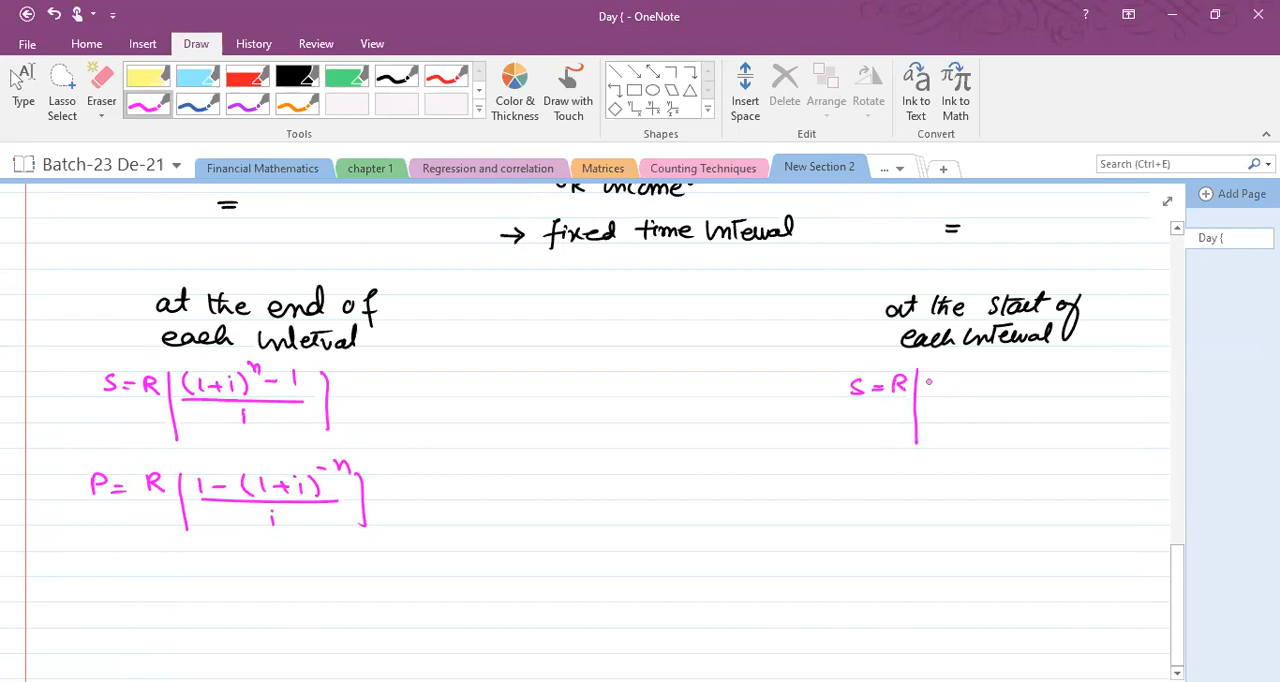 Day { - OneNote
?
File Home Insert Draw History Review View
Type Lasso Select Eraser Color & Thickness Draw with Touch Insert Space Delete Arrange Rotate Ink to Text Ink to Math
Tools Shapes Edit Convert
Batch-23 De-21 Financial Mathematics chapter 1 Regression and correlation Matrices Counting Techniques New Section 2 ... Search (Ctrl+E)
Add Page
Day {
OR income.
=
→ fixed time interval =
at the end of
each interval
at the start of
each interval
S = R [ (1+i)^n - 1 / i ]
S = R [
P = R [ 1 - (1+i)^-n / i ]